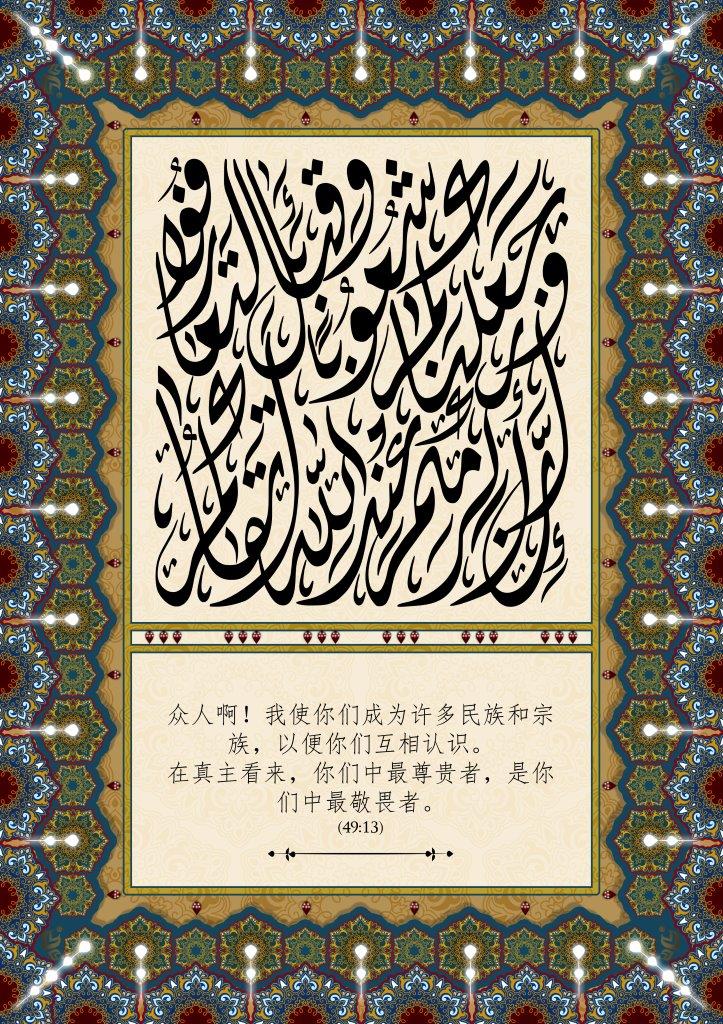 وجعلناكم شعوبا وقبائل لتعارفوا
إن أكرمكم عند الله أتقاكم
众人啊！我使你们成为许多民族和宗
族，以便你们互相认识。
在真主看来，你们中最尊贵者，是你
们中最敬畏者。
(49:13)